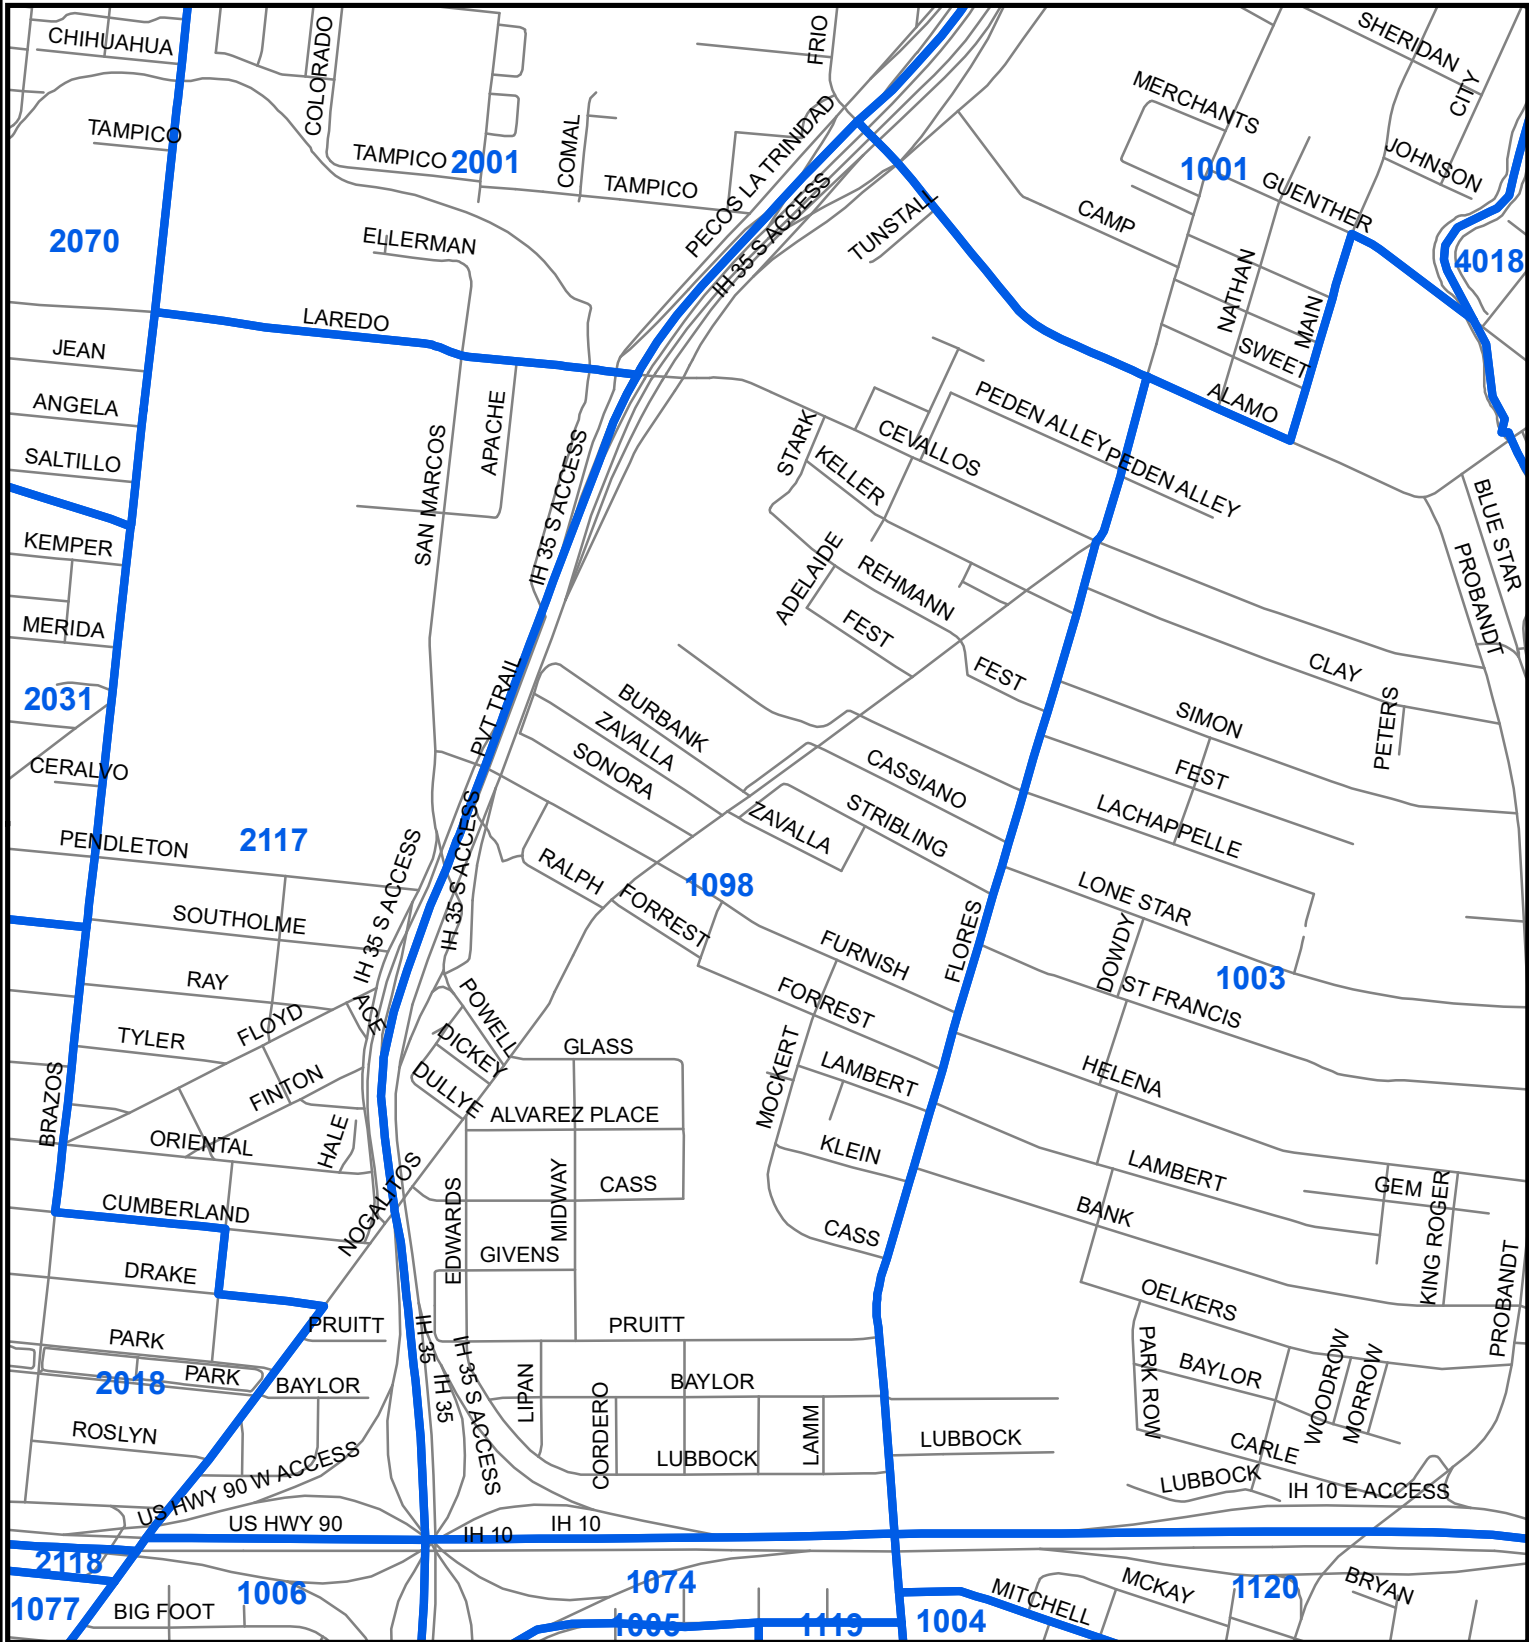 CHIHUAHUA
COLORADO
FRIO
SHERIDAN
CITY
MERCHANTS
TAMPICO
TAMPICO
2001
COMAL
TAMPICO
PECOS LA TRINIDAD
IH 35 S ACCESS
TUNSTALL
1001
JOHNSON
GUENTHER
CAMP
2070
ELLERMAN
NATHAN
4018
LAREDO
MAIN
JEAN
SWEET
ANGELA
APACHE
ALAMO
SALTILLO
SAN MARCOS
IH 35 S ACCESS
STARK
CEVALLOS
PEDEN ALLEY
PEDEN ALLEY
KELLER
BLUE STAR
KEMPER
PROBANDT
ADELAIDE
REHMANN
MERIDA
FEST
FEST
CLAY
2031
PVT TRAIL
BURBANK
ZAVALLA
SONORA
SIMON
PETERS
CERALVO
CASSIANO
FEST
PENDLETON
2117
IH 35 S ACCESS
IH 35 S ACCESS
ZAVALLA
STRIBLING
LACHAPPELLE
RALPH
FORREST
1098
LONE STAR
SOUTHOLME
FLORES
FURNISH
DOWDY
1003
RAY
ACE
POWELL
FORREST
ST FRANCIS
TYLER
FLOYD
DICKEY
GLASS
BRAZOS
FINTON
DULLYE
MOCKERT
LAMBERT
HELENA
ALVAREZ PLACE
ORIENTAL
HALE
KLEIN
LAMBERT
NOGALITOS
EDWARDS
MIDWAY
CASS
GEM
KING ROGER
CUMBERLAND
BANK
CASS
GIVENS
DRAKE
OELKERS
PROBANDT
PRUITT
IH 35
PRUITT
PARK
PARK
2018
BAYLOR
IH 35
IH 35 S ACCESS
LIPAN
BAYLOR
PARK ROW
BAYLOR
WOODROW
MORROW
CORDERO
LAMM
ROSLYN
LUBBOCK
LUBBOCK
CARLE
US HWY 90 W ACCESS
LUBBOCK
IH 10 E ACCESS
US HWY 90
IH 10
IH 10
2118
1006
1074
1120
BRYAN
MCKAY
MITCHELL
1077
BIG FOOT
1005
1119
1004